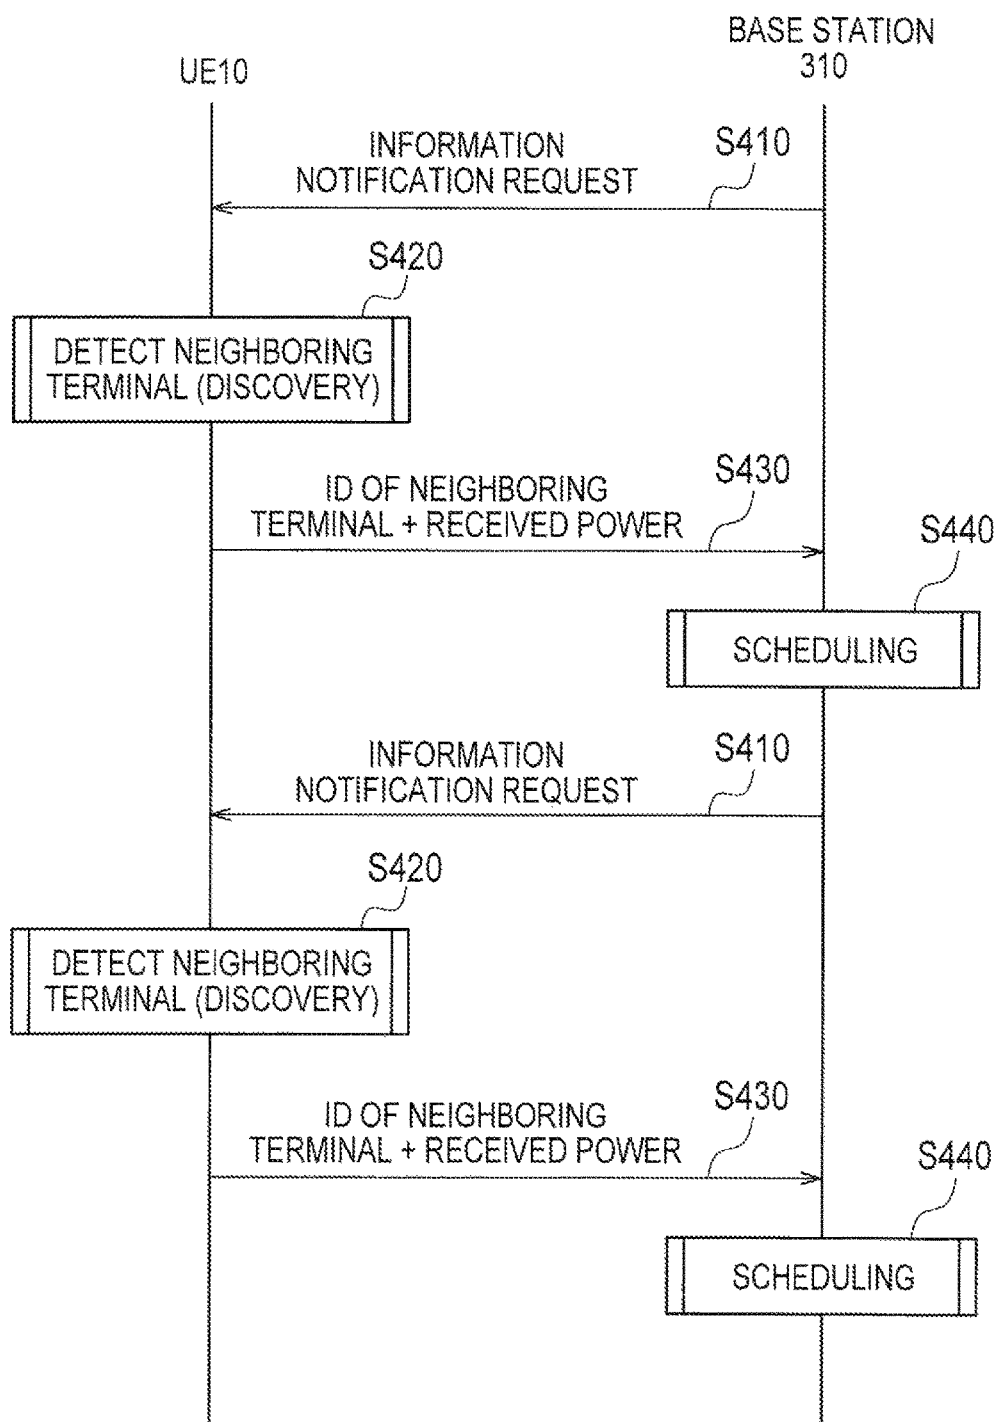 UE10
BASE STATION
310
INFORMATION
NOTIFICATION REQUEST
S410
S420
DETECT NEIGHBORING
TERMINAL (DISCOVERY)
ID OF NEIGHBORING
TERMINAL + RECEIVED POWER
S430
S440
SCHEDULING
INFORMATION
NOTIFICATION REQUEST
S410
S420
DETECT NEIGHBORING
TERMINAL (DISCOVERY)
ID OF NEIGHBORING
TERMINAL + RECEIVED POWER
S430
S440
SCHEDULING